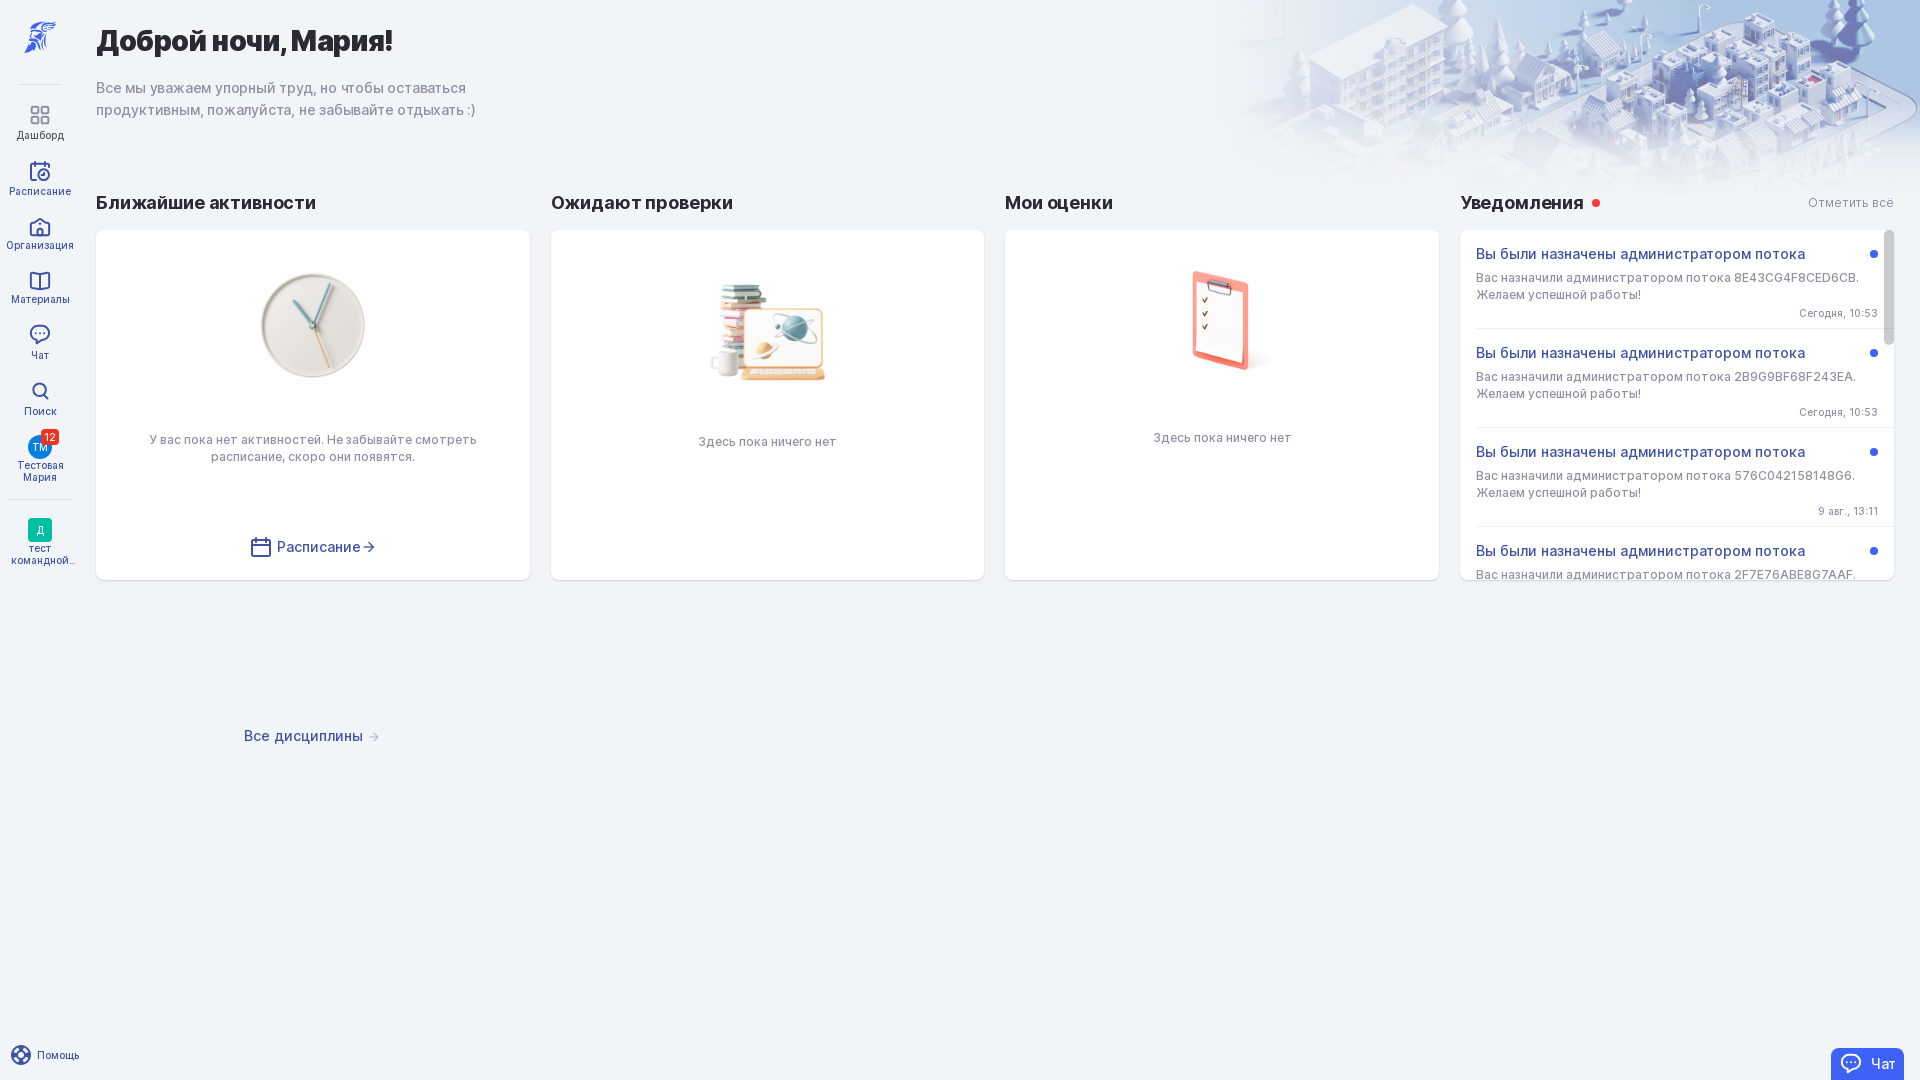 Доброй ночи, Мария!
Все мы уважаем упорный труд, но чтобы оставаться
продуктивным, пожалуйста, не забывайте отдыхать :)
Дашборд
Расписание
Организация
Материалы
Чат
Поиск
12
ТМ
Тестовая
Мария
Д
тест
командной...
Помощь
Ближайшие активности
У вас пока нет активностей. Не забывайте смотреть
расписание, скоро они появятся.
Расписание
Ожидают проверки
Здесь пока ничего нет
Мои оценки
Здесь пока ничего нет
Уведомления
Отметить всё
Вы были назначены администратором потока
Вас назначили администратором потока 8E43CG4F8CED6CB.
Желаем успешной работы!
Сегодня, 10:53
Вы были назначены администратором потока
Вас назначили администратором потока 2B9G9BF68F243EA.
Желаем успешной работы!
Сегодня, 10:53
Вы были назначены администратором потока
Вас назначили администратором потока 576C042158148G6.
Желаем успешной работы!
9 авг., 13:11
Вы были назначены администратором потока
Вас назначили администратором потока 2F7E76ABE8G7AAF.
Все дисциплины
Чат